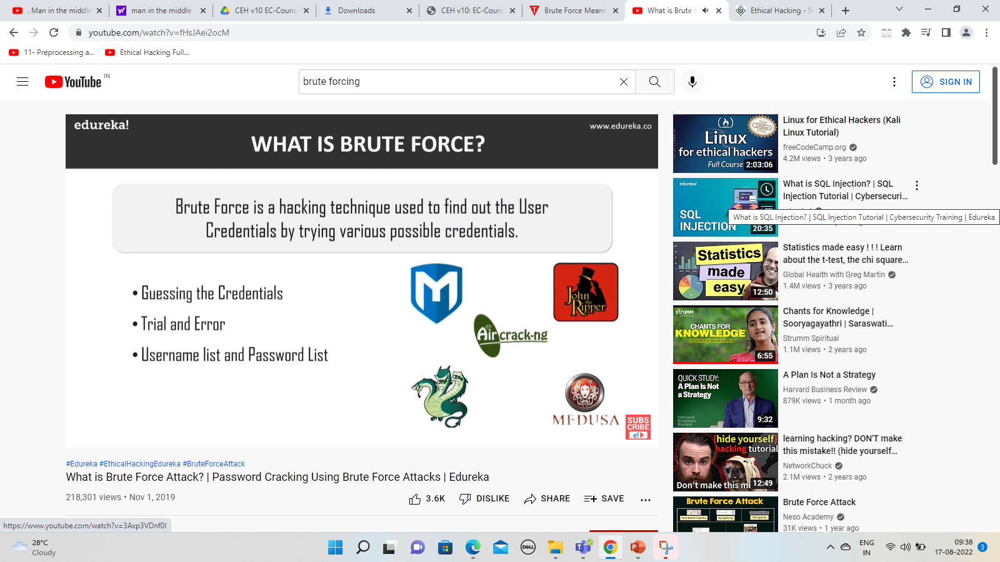 . Man in the middle
man in the middle
CEH v10 EC-Counc
Downloads
CEH v10: EC-Counc
Brute Force Meanin
What is Brute F
Ethical Hacking - S
youtube.com/watch?v=fHsJAei2ocM
11- Preprocessing a...
Ethical Hacking Full...
YouTube IN
brute forcing
SIGN IN
edureka!
www.edureka.co
WHAT IS BRUTE FORCE?
Brute Force is a hacking technique used to find out the User
Credentials by trying various possible credentials.
• Guessing the Credentials
• Trial and Error
• Username list and Password List
John the Ripper
Aircrack-ng
MEDUSA
SUBSCRIBE
e!
#Edureka #EthicalHackingEdureka #BruteForceAttack
What is Brute Force Attack? | Password Cracking Using Brute Force Attacks | Edureka
218,301 views • Nov 1, 2019
3.6K
DISLIKE
SHARE
SAVE
Linux
for ethical hackers
Full Course
2:03:06
Linux for Ethical Hackers (Kali
Linux Tutorial)
freeCodeCamp.org
4.2M views • 3 years ago
edureka!
SQL
INJECTION
20:35
What is SQL Injection? | SQL
Injection Tutorial | Cybersecuri...
What is SQL Injection? | SQL Injection Tutorial | Cybersecurity Training | Edureka
Statistics
made
easy
12:50
Statistics made easy ! ! ! Learn
about the t-test, the chi square...
Global Health with Greg Martin
1.4M views • 3 years ago
strumm
CHANTS FOR
KNOWLEDGE
SOORYAGAYATHRI
6:55
Chants for Knowledge |
Sooryagayathri | Saraswati...
Strumm Spiritual
1.1M views • 2 years ago
QUICK STUDY:
A Plan Is Not
a Strategy
Harvard
Business
Review
9:32
A Plan Is Not a Strategy
Harvard Business Review
879K views • 1 month ago
hide yourself
hacking tutorial
Don't make this mi
12:49
learning hacking? DON'T make
this mistake!! (hide yourself...
NetworkChuck
2.1M views • 2 years ago
Brute Force Attack
Text Based Captcha
ReCAPTCHA
3D Captcha
Brute Force Attack
Neso Academy
31K views • 1 year ago
https://www.youtube.com/watch?v=3Axp3VDnf0I
28°C
Cloudy
DELL
ENG
IN
09:38
17-08-2022
3